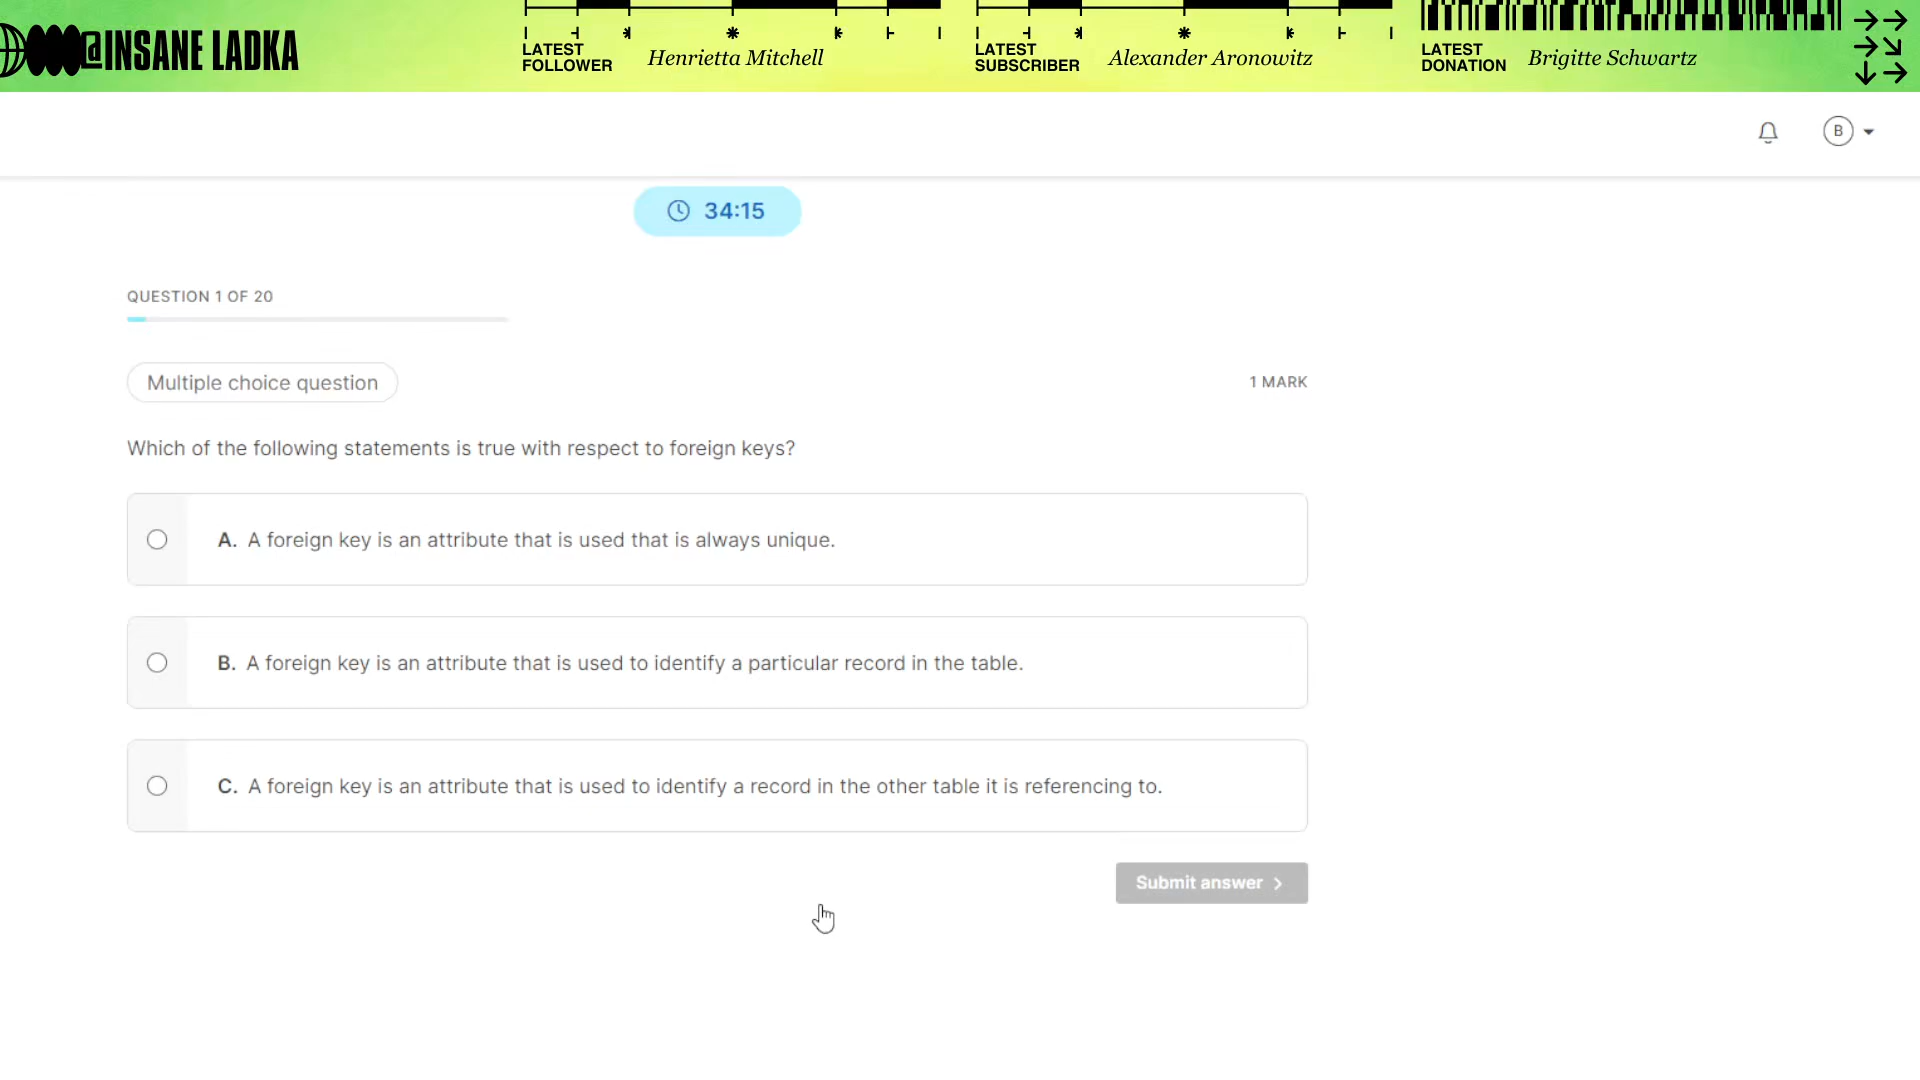 @INSANE LADKA
LATEST FOLLOWER
Henrietta Mitchell
LATEST SUBSCRIBER
Alexander Aronowitz
LATEST DONATION
Brigitte Schwartz
B
34:15
QUESTION 1 OF 20
Multiple choice question
1 MARK
Which of the following statements is true with respect to foreign keys?
A. A foreign key is an attribute that is used that is always unique.
B. A foreign key is an attribute that is used to identify a particular record in the table.
C. A foreign key is an attribute that is used to identify a record in the other table it is referencing to.
Submit answer